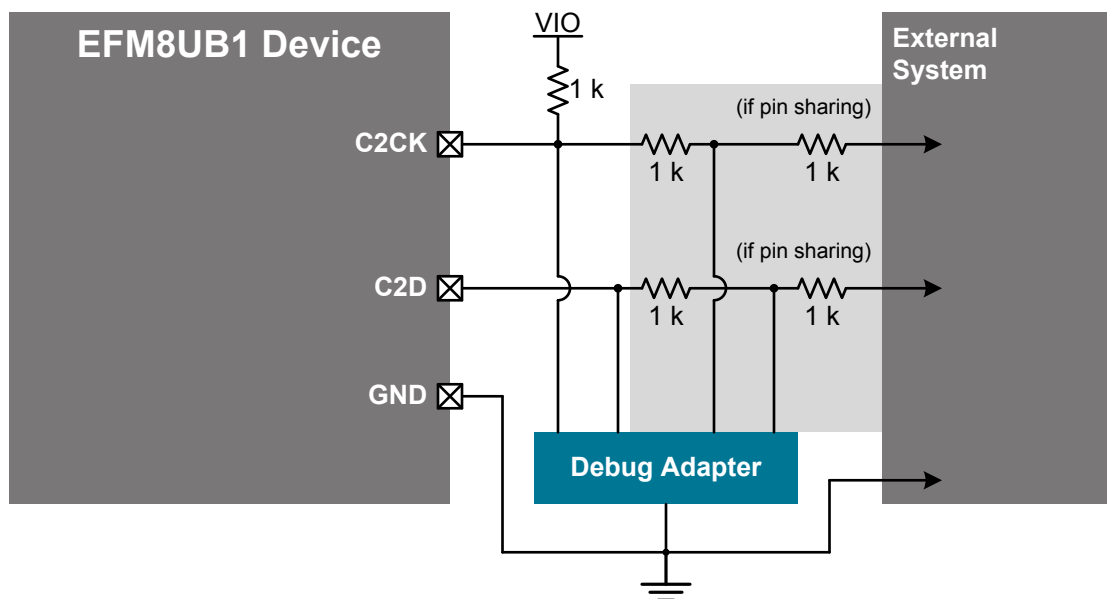 EFM8UB1 Device
VIO
External
System
1 k
(if pin sharing)
C2CK
1 k
1 k
(if pin sharing)
C2D
1 k
1 k
GND
Debug Adapter